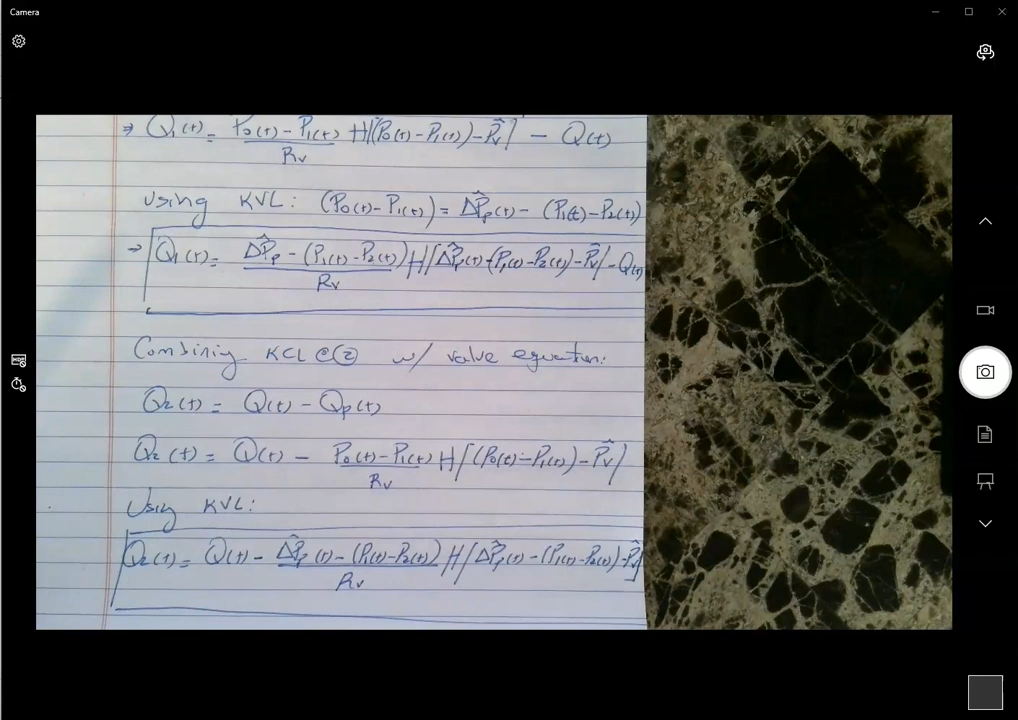 Camera
⇒ Q₁(t) = (P₀(t) - P₁(t))/Rv H[(P₀(t) - P₁(t)) - P̂v] - Q(t)
Using KVL: (P₀(t) - P₁(t)) = ΔP̂p(t) - (P₁(t) - P₂(t))
→ Q₁(t) = (ΔP̂p - (P₁(t) - P₂(t)))/Rv H[ΔP̂p(t) - (P₁(t) - P₂(t)) - P̂v] - Q(t)
Combining KCL @ ② w/ valve equation:
Q₂(t) = Q(t) - Qp(t)
Q₂(t) = Q(t) - (P₀(t) - P₁(t))/Rv H[(P₀(t) - P₁(t)) - P̂v]
Using KVL:
Q₂(t) = Q(t) - (ΔP̂p(t) - (P₁(t) - P₂(t)))/Rv H[ΔP̂p(t) - (P₁(t) - P₂(t)) - P̂v]